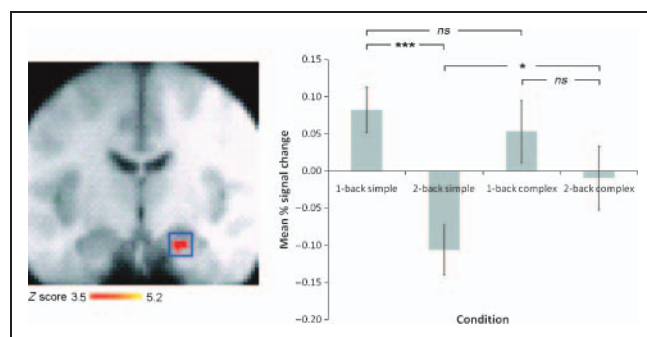 ns
***
*
ns
0.15
0.10
0.05
0.00
−0.05
−0.10
−0.15
−0.20
Mean % signal change
1-back simple
2-back simple
1-back complex
2-back complex
Condition
Z score 3.5 5.2